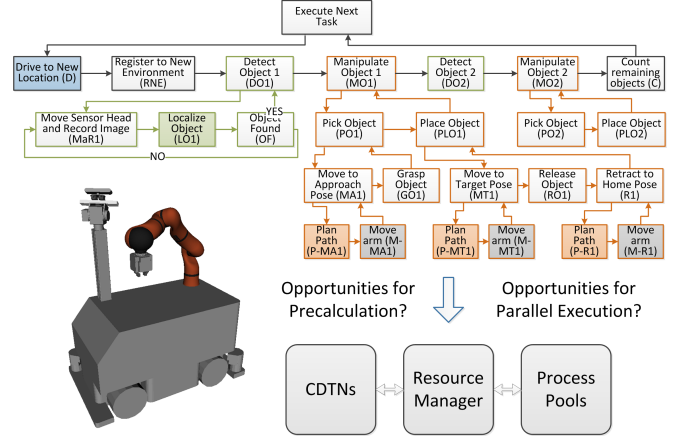 Execute Next
Task
Drive to New
Location (D)
Register to New
Environment
(RNE)
Detect
Object 1
(DO1)
Manipulate
Object 1
(MO1)
Detect
Object 2
(DO2)
Manipulate
Object 2
(MO2)
Count
remaining
objects (C)
Move Sensor Head
and Record Image
(MaR1)
Localize
Object
(LO1)
YES
Object
Found
(OF)
NO
Pick Object
(PO1)
Place Object
(PLO1)
Pick Object
(PO2)
Place Object
(PLO2)
Move to
Approach
Pose (MA1)
Grasp
Object
(GO1)
Move to
Target Pose
(MT1)
Release
Object
(RO1)
Retract to
Home Pose
(R1)
Plan
Path
(P-MA1)
Move
arm (M-
MA1)
Plan
Path
(P-MT1)
Move
arm (M-
MT1)
Plan
Path
(P-R1)
Move
arm
(M-R1)
Opportunities for
Precalculation?
Opportunities for
Parallel Execution?
CDTNs
Resource
Manager
Process
Pools